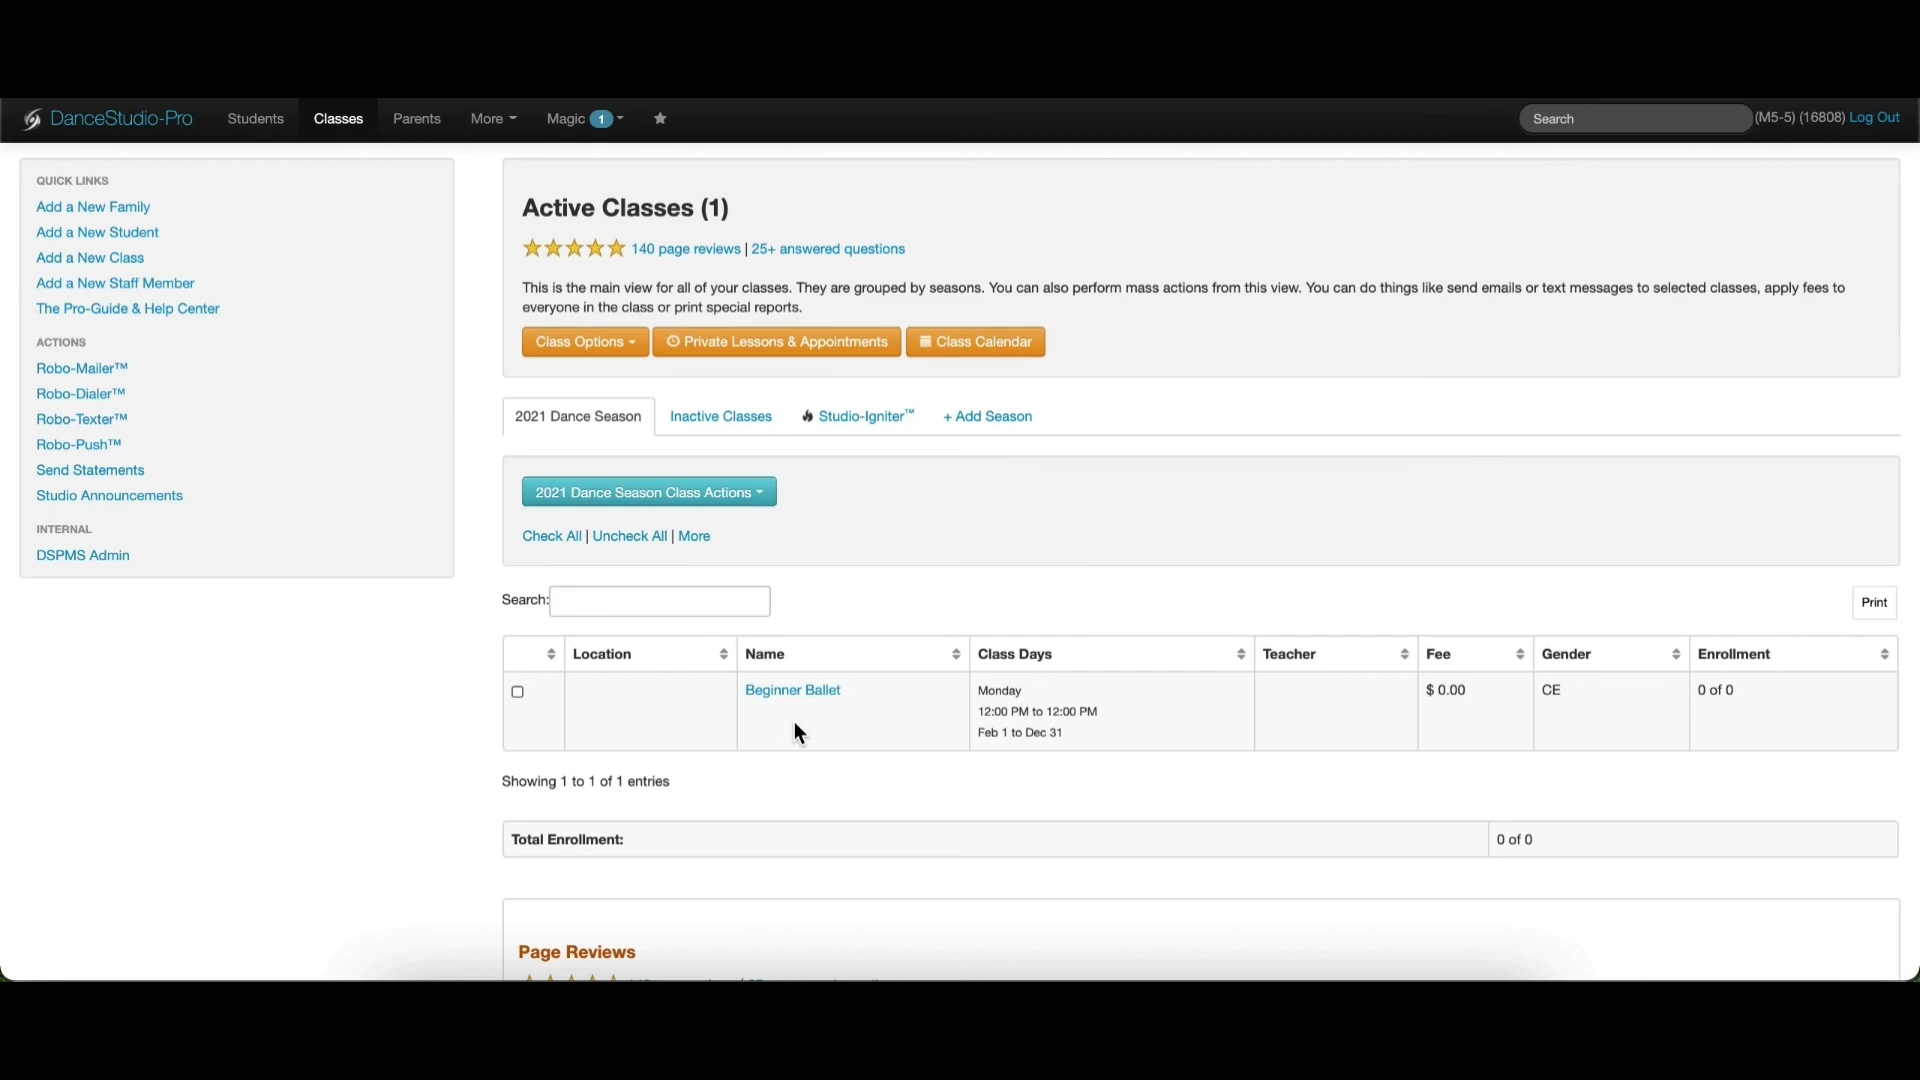 DanceStudio-Pro Students Classes Parents More Magic 1 Search (M5-5) (16808) Log Out
QUICK LINKS
Add a New Family
Add a New Student
Add a New Class
Add a New Staff Member
The Pro-Guide & Help Center
ACTIONS
Robo-Mailer™
Robo-Dialer™
Robo-Texter™
Robo-Push™
Send Statements
Studio Announcements
INTERNAL
DSPMS Admin
Active Classes (1)
140 page reviews | 25+ answered questions
This is the main view for all of your classes. They are grouped by seasons. You can also perform mass actions from this view. You can do things like send emails or text messages to selected classes, apply fees to
everyone in the class or print special reports.
Class Options Private Lessons & Appointments Class Calendar
2021 Dance Season Inactive Classes Studio-Igniter™ + Add Season
2021 Dance Season Class Actions
Check All | Uncheck All | More
Search: Print
Location Name Class Days Teacher Fee Gender Enrollment
Beginner Ballet Monday $ 0.00 CE 0 of 0
12:00 PM to 12:00 PM
Feb 1 to Dec 31
Showing 1 to 1 of 1 entries
Total Enrollment: 0 of 0
Page Reviews